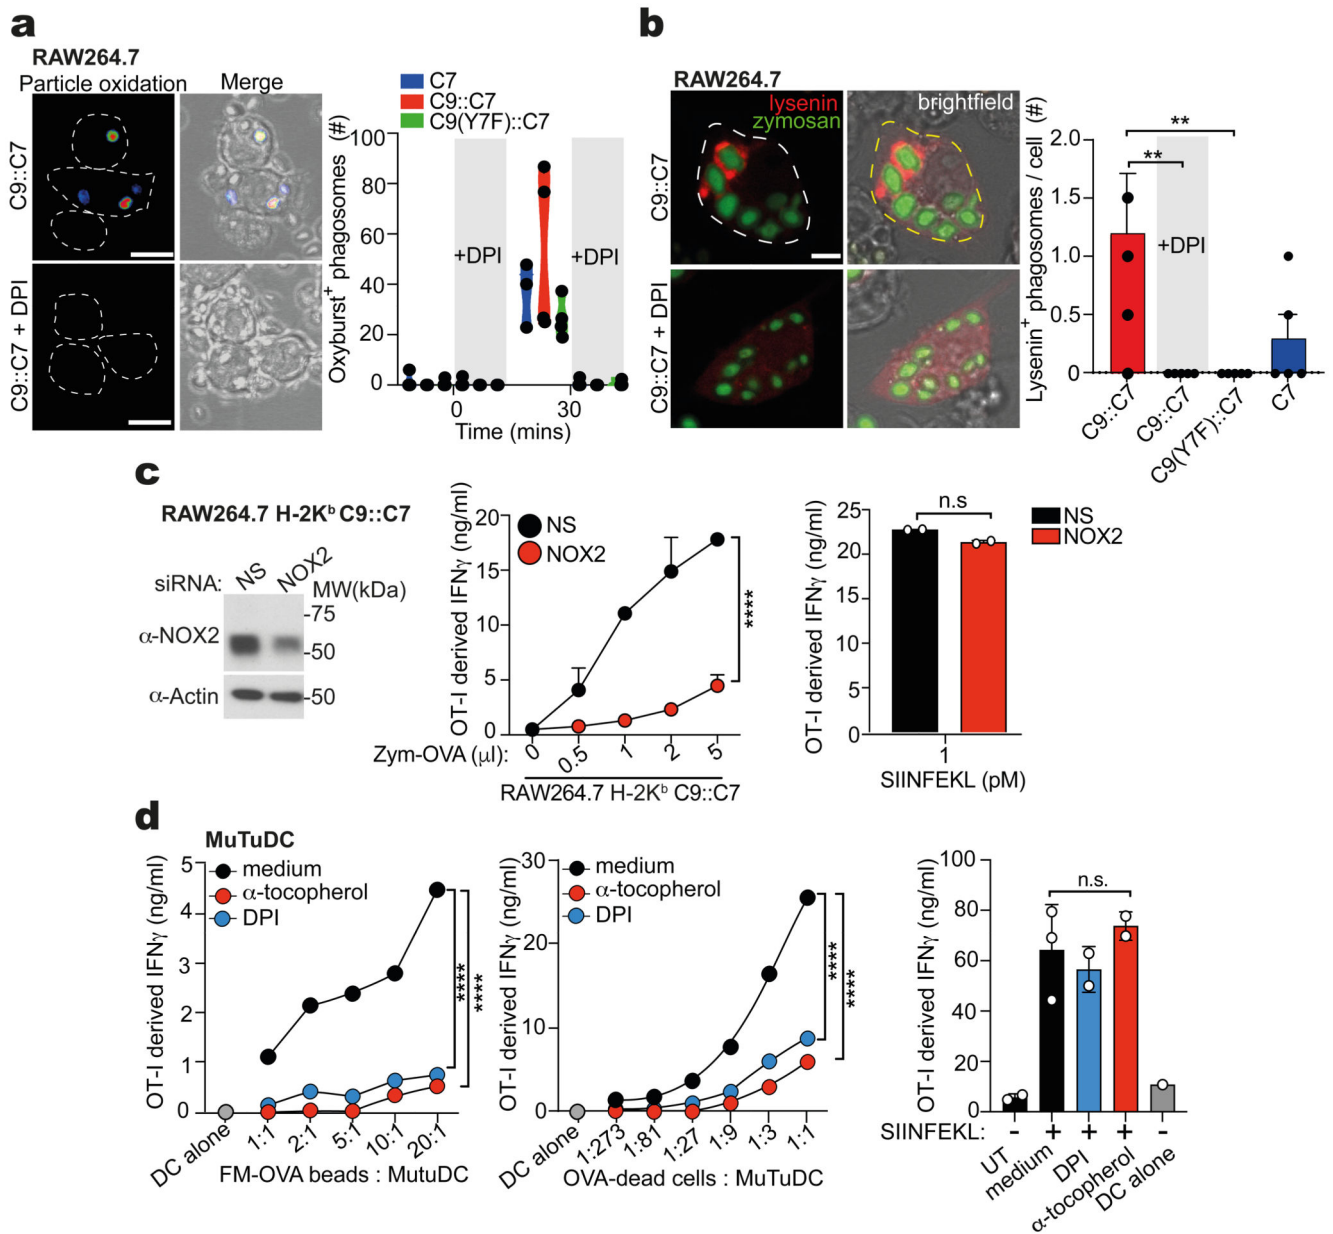 a
RAW264.7
Particle oxidation
Merge
C9::C7
C9::C7 + DPI
C7
C9::C7
C9(Y7F)::C7
Oxyburst⁺ phagosomes (#)
100
80
60
40
20
0
+DPI
+DPI
0
30
Time (mins)
b
RAW264.7
lysenin
zymosan
brightfield
C9::C7
C9::C7 + DPI
Lysenin⁺ phagosomes / cell (#)
2.0
1.5
1.0
0.5
0
**
**
+DPI
C9::C7
C9::C7
C9(Y7F)::C7
C7
c
RAW264.7 H-2Kᵇ C9::C7
siRNA:
NS
NOX2
MW(kDa)
α-NOX2
-75
-50
α-Actin
-50
OT-I derived IFNγ (ng/ml)
20
15
10
5
0
NS
NOX2
****
Zym-OVA (μl):
0
0.5
1
2
5
RAW264.7 H-2Kᵇ C9::C7
OT-I derived IFNγ (ng/ml)
25
20
15
10
5
0
n.s
NS
NOX2
1
SIINFEKL (pM)
d
MuTuDC
OT-I derived IFNγ (ng/ml)
5
4
3
2
1
0
medium
α-tocopherol
DPI
****
****
DC alone
1:1
2:1
5:1
10:1
20:1
FM-OVA beads : MutuDC
OT-I derived IFNγ (ng/ml)
30
20
10
0
medium
α-tocopherol
DPI
****
****
DC alone
1:273
1:81
1:27
1:9
1:3
1:1
OVA-dead cells : MuTuDC
OT-I derived IFNγ (ng/ml)
100
80
60
40
20
0
n.s.
SIINFEKL: - + + + -
UT
medium
DPI
α-tocopherol
DC alone